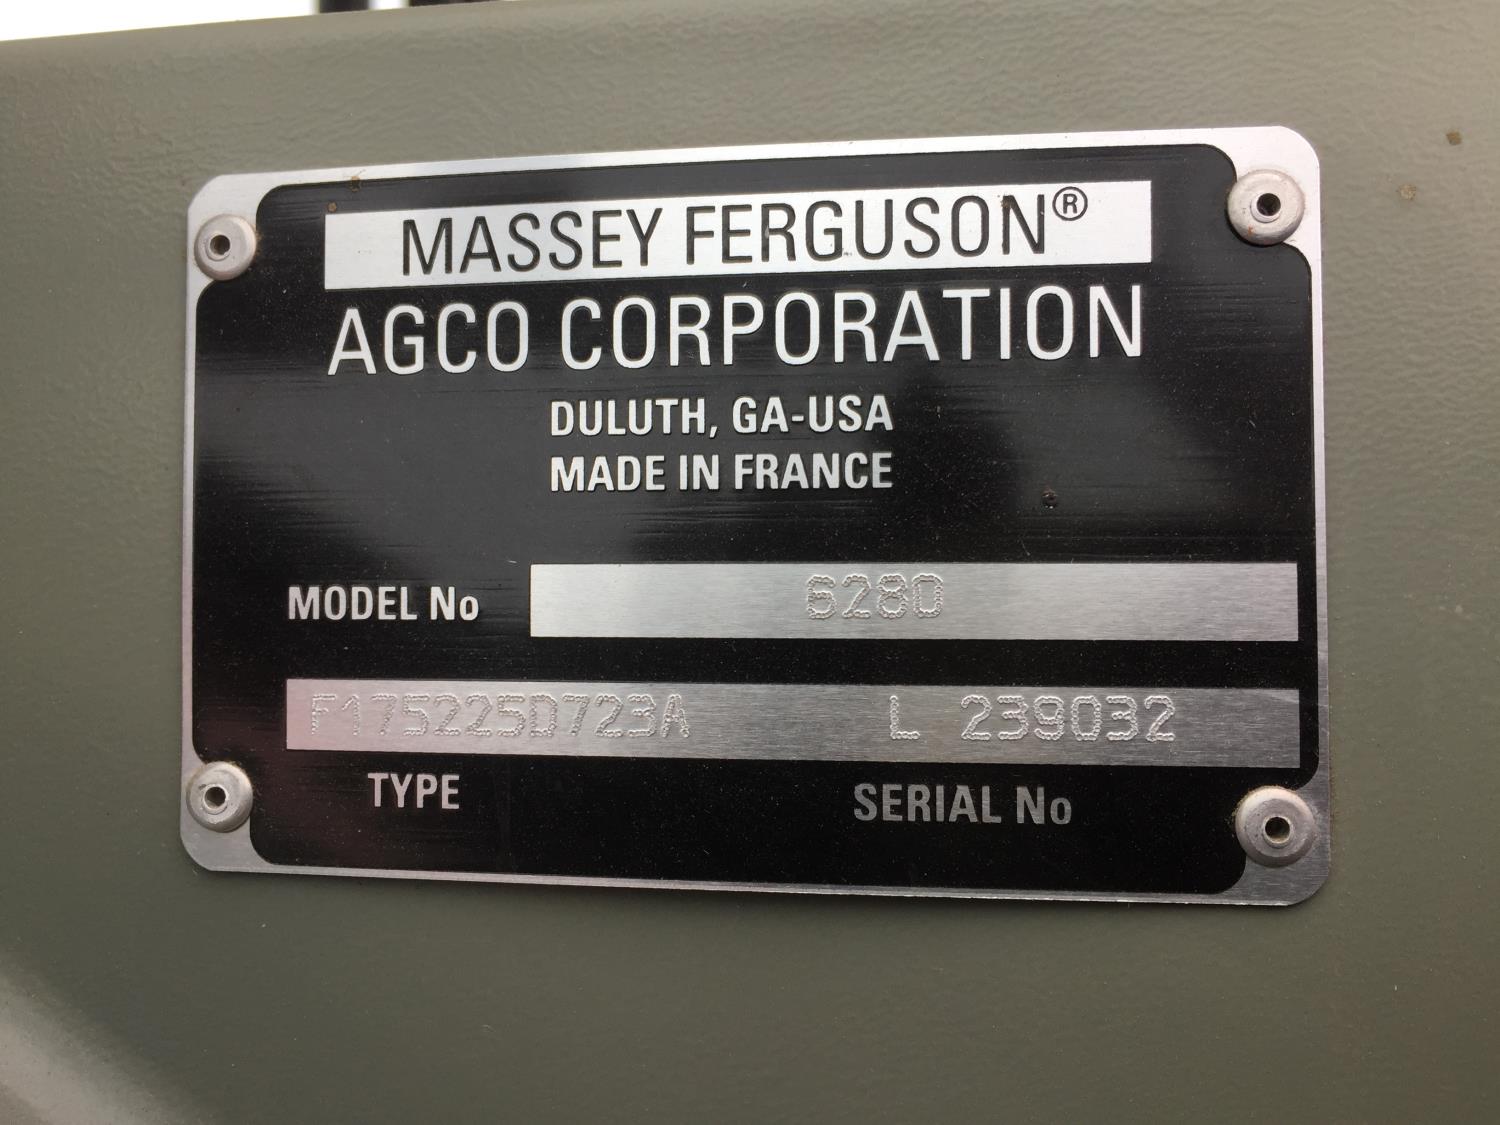 MASSEY FERGUSON®
AGCO CORPORATION
DULUTH, GA-USA
MADE IN FRANCE
MODEL No 6280
F175225D723A L 239032
TYPE SERIAL No